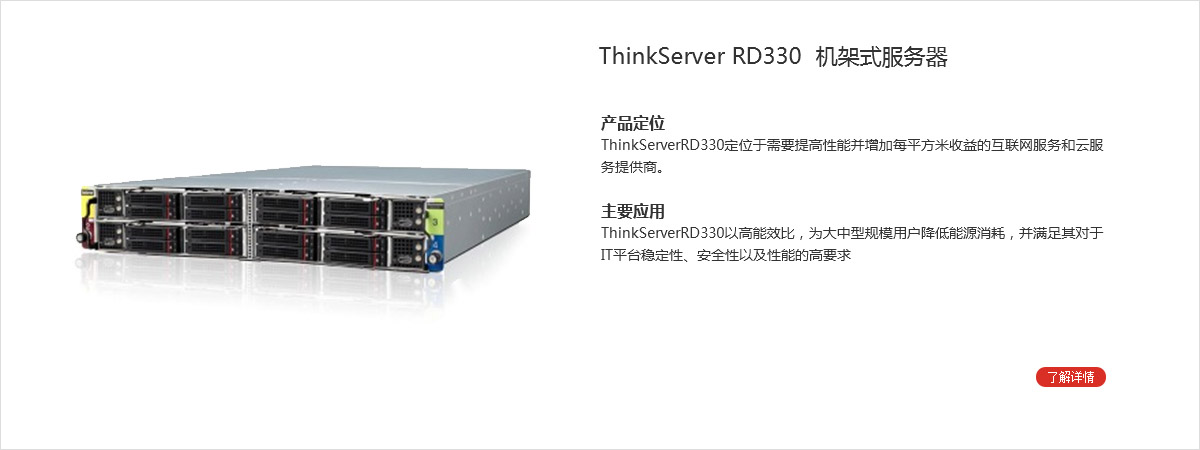 ThinkServer RD330 机架式服务器
产品定位
ThinkServerRD330定位于需要提高性能并增加每平方米收益的互联网服务和云服
务提供商。
主要应用
ThinkServerRD330以高能效比，为大中型规模用户降低能源消耗，并满足其对于
IT平台稳定性、安全性以及性能的高要求
3
4
了解详情